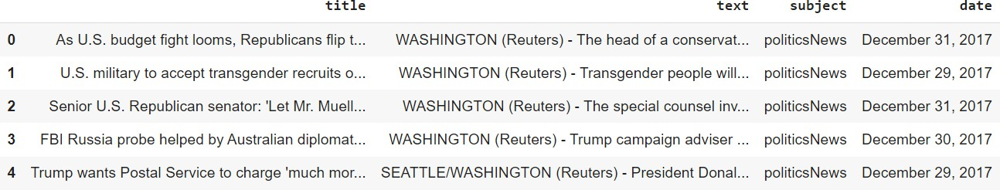 title text subject date
0 As U.S. budget fight looms, Republicans flip t... WASHINGTON (Reuters) - The head of a conservat... politicsNews December 31, 2017
1 U.S. military to accept transgender recruits o... WASHINGTON (Reuters) - Transgender people will... politicsNews December 29, 2017
2 Senior U.S. Republican senator: 'Let Mr. Muell... WASHINGTON (Reuters) - The special counsel inv... politicsNews December 31, 2017
3 FBI Russia probe helped by Australian diplomat... WASHINGTON (Reuters) - Trump campaign adviser ... politicsNews December 30, 2017
4 Trump wants Postal Service to charge 'much mor... SEATTLE/WASHINGTON (Reuters) - President Donal... politicsNews December 29, 2017